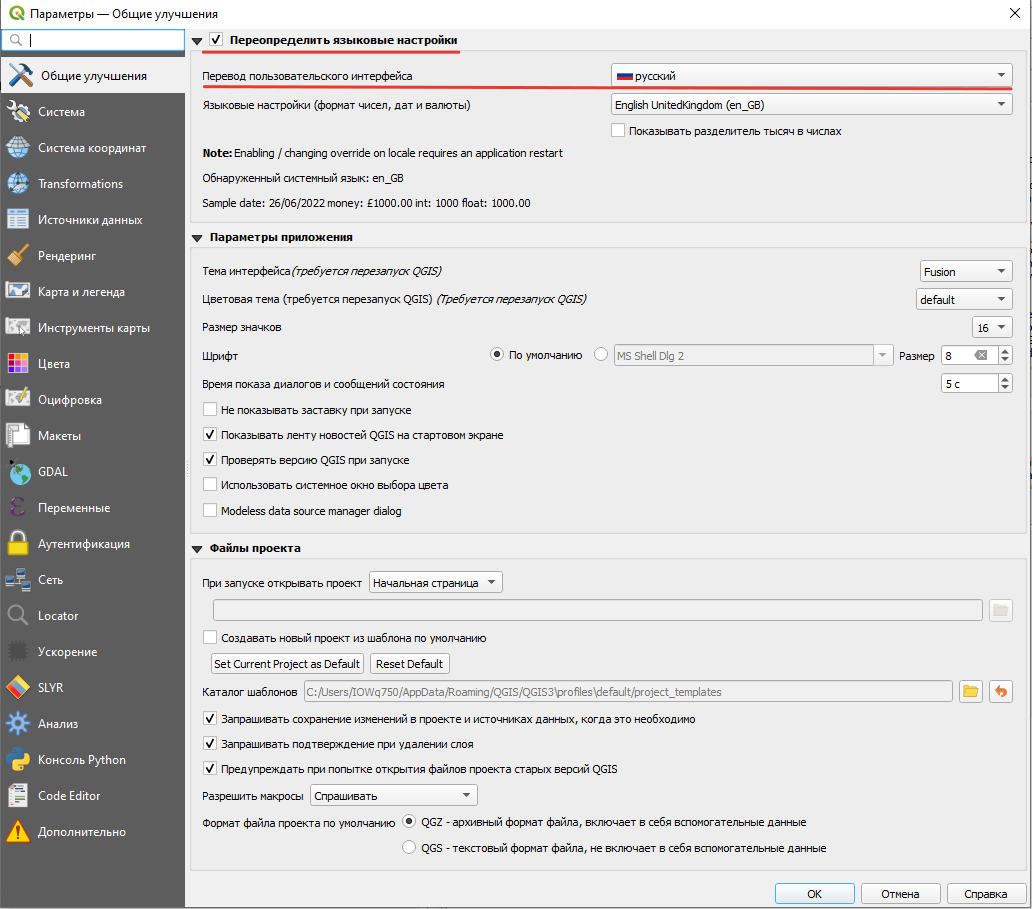 Параметры — Общие улучшения
Общие улучшения
Система
Система координат
Transformations
Источники данных
Рендеринг
Карта и легенда
Инструменты карты
Цвета
Оцифровка
Макеты
GDAL
Переменные
Аутентификация
Сеть
Locator
Ускорение
SLYR
Анализ
Консоль Python
Code Editor
Дополнительно
Переопределить языковые настройки
Перевод пользовательского интерфейса русский
Языковые настройки (формат чисел, дат и валюты) English UnitedKingdom (en_GB)
Показывать разделитель тысяч в числах
Note: Enabling / changing override on locale requires an application restart
Обнаруженный системный язык: en_GB
Sample date: 26/06/2022 money: £1000.00 int: 1000 float: 1000.00
Параметры приложения
Тема интерфейса(требуется перезапуск QGIS) Fusion
Цветовая тема (требуется перезапуск QGIS) (Требуется перезапуск QGIS) default
Размер значков 16
Шрифт По умолчанию MS Shell Dlg 2 Размер 8
Время показа диалогов и сообщений состояния 5 с
Не показывать заставку при запуске
Показывать ленту новостей QGIS на стартовом экране
Проверять версию QGIS при запуске
Использовать системное окно выбора цвета
Modeless data source manager dialog
Файлы проекта
При запуске открывать проект Начальная страница
Создавать новый проект из шаблона по умолчанию
Set Current Project as Default Reset Default
Каталог шаблонов C:/Users/IOWq750/AppData/Roaming/QGIS/QGIS3\profiles\default/project_templates
Запрашивать сохранение изменений в проекте и источниках данных, когда это необходимо
Запрашивать подтверждение при удалении слоя
Предупреждать при попытке открытия файлов проекта старых версий QGIS
Разрешить макросы Спрашивать
Формат файла проекта по умолчанию QGZ - архивный формат файла, включает в себя вспомогательные данные
QGS - текстовый формат файла, не включает в себя вспомогательные данные
OK Отмена Справка